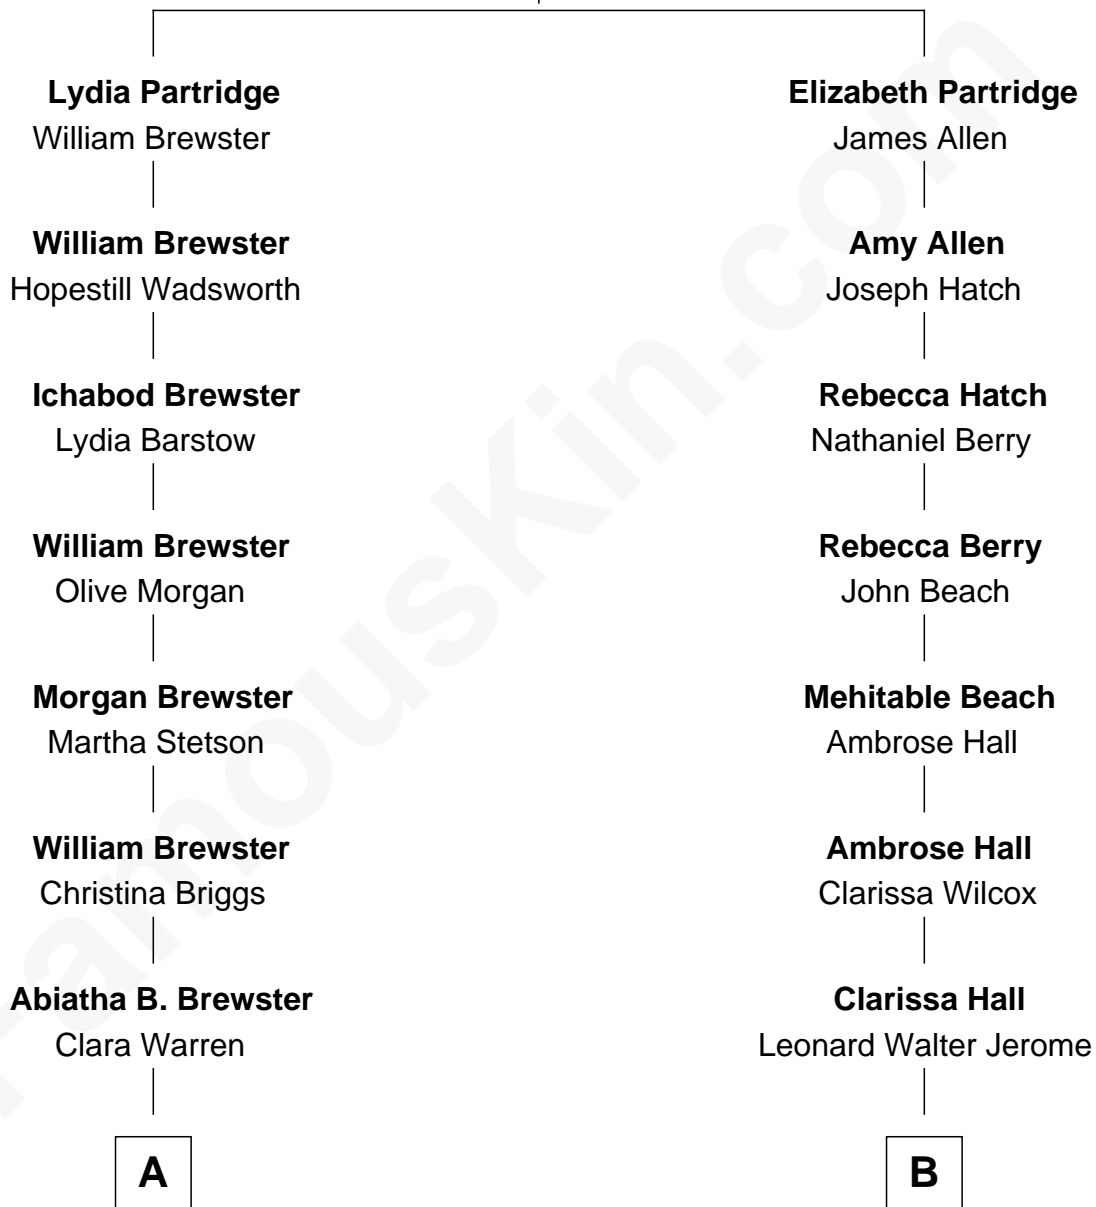 Lydia Partridge
William Brewster
William Brewster
Hopestill Wadsworth
Ichabod Brewster
Lydia Barstow
William Brewster
Olive Morgan
Morgan Brewster
Martha Stetson
William Brewster
Christina Briggs
Abiatha B. Brewster
Clara Warren
A
Elizabeth Partridge
James Allen
Amy Allen
Joseph Hatch
Rebecca Hatch
Nathaniel Berry
Rebecca Berry
John Beach
Mehitable Beach
Ambrose Hall
Ambrose Hall
Clarissa Wilcox
Clarissa Hall
Leonard Walter Jerome
B
FamousKin.com